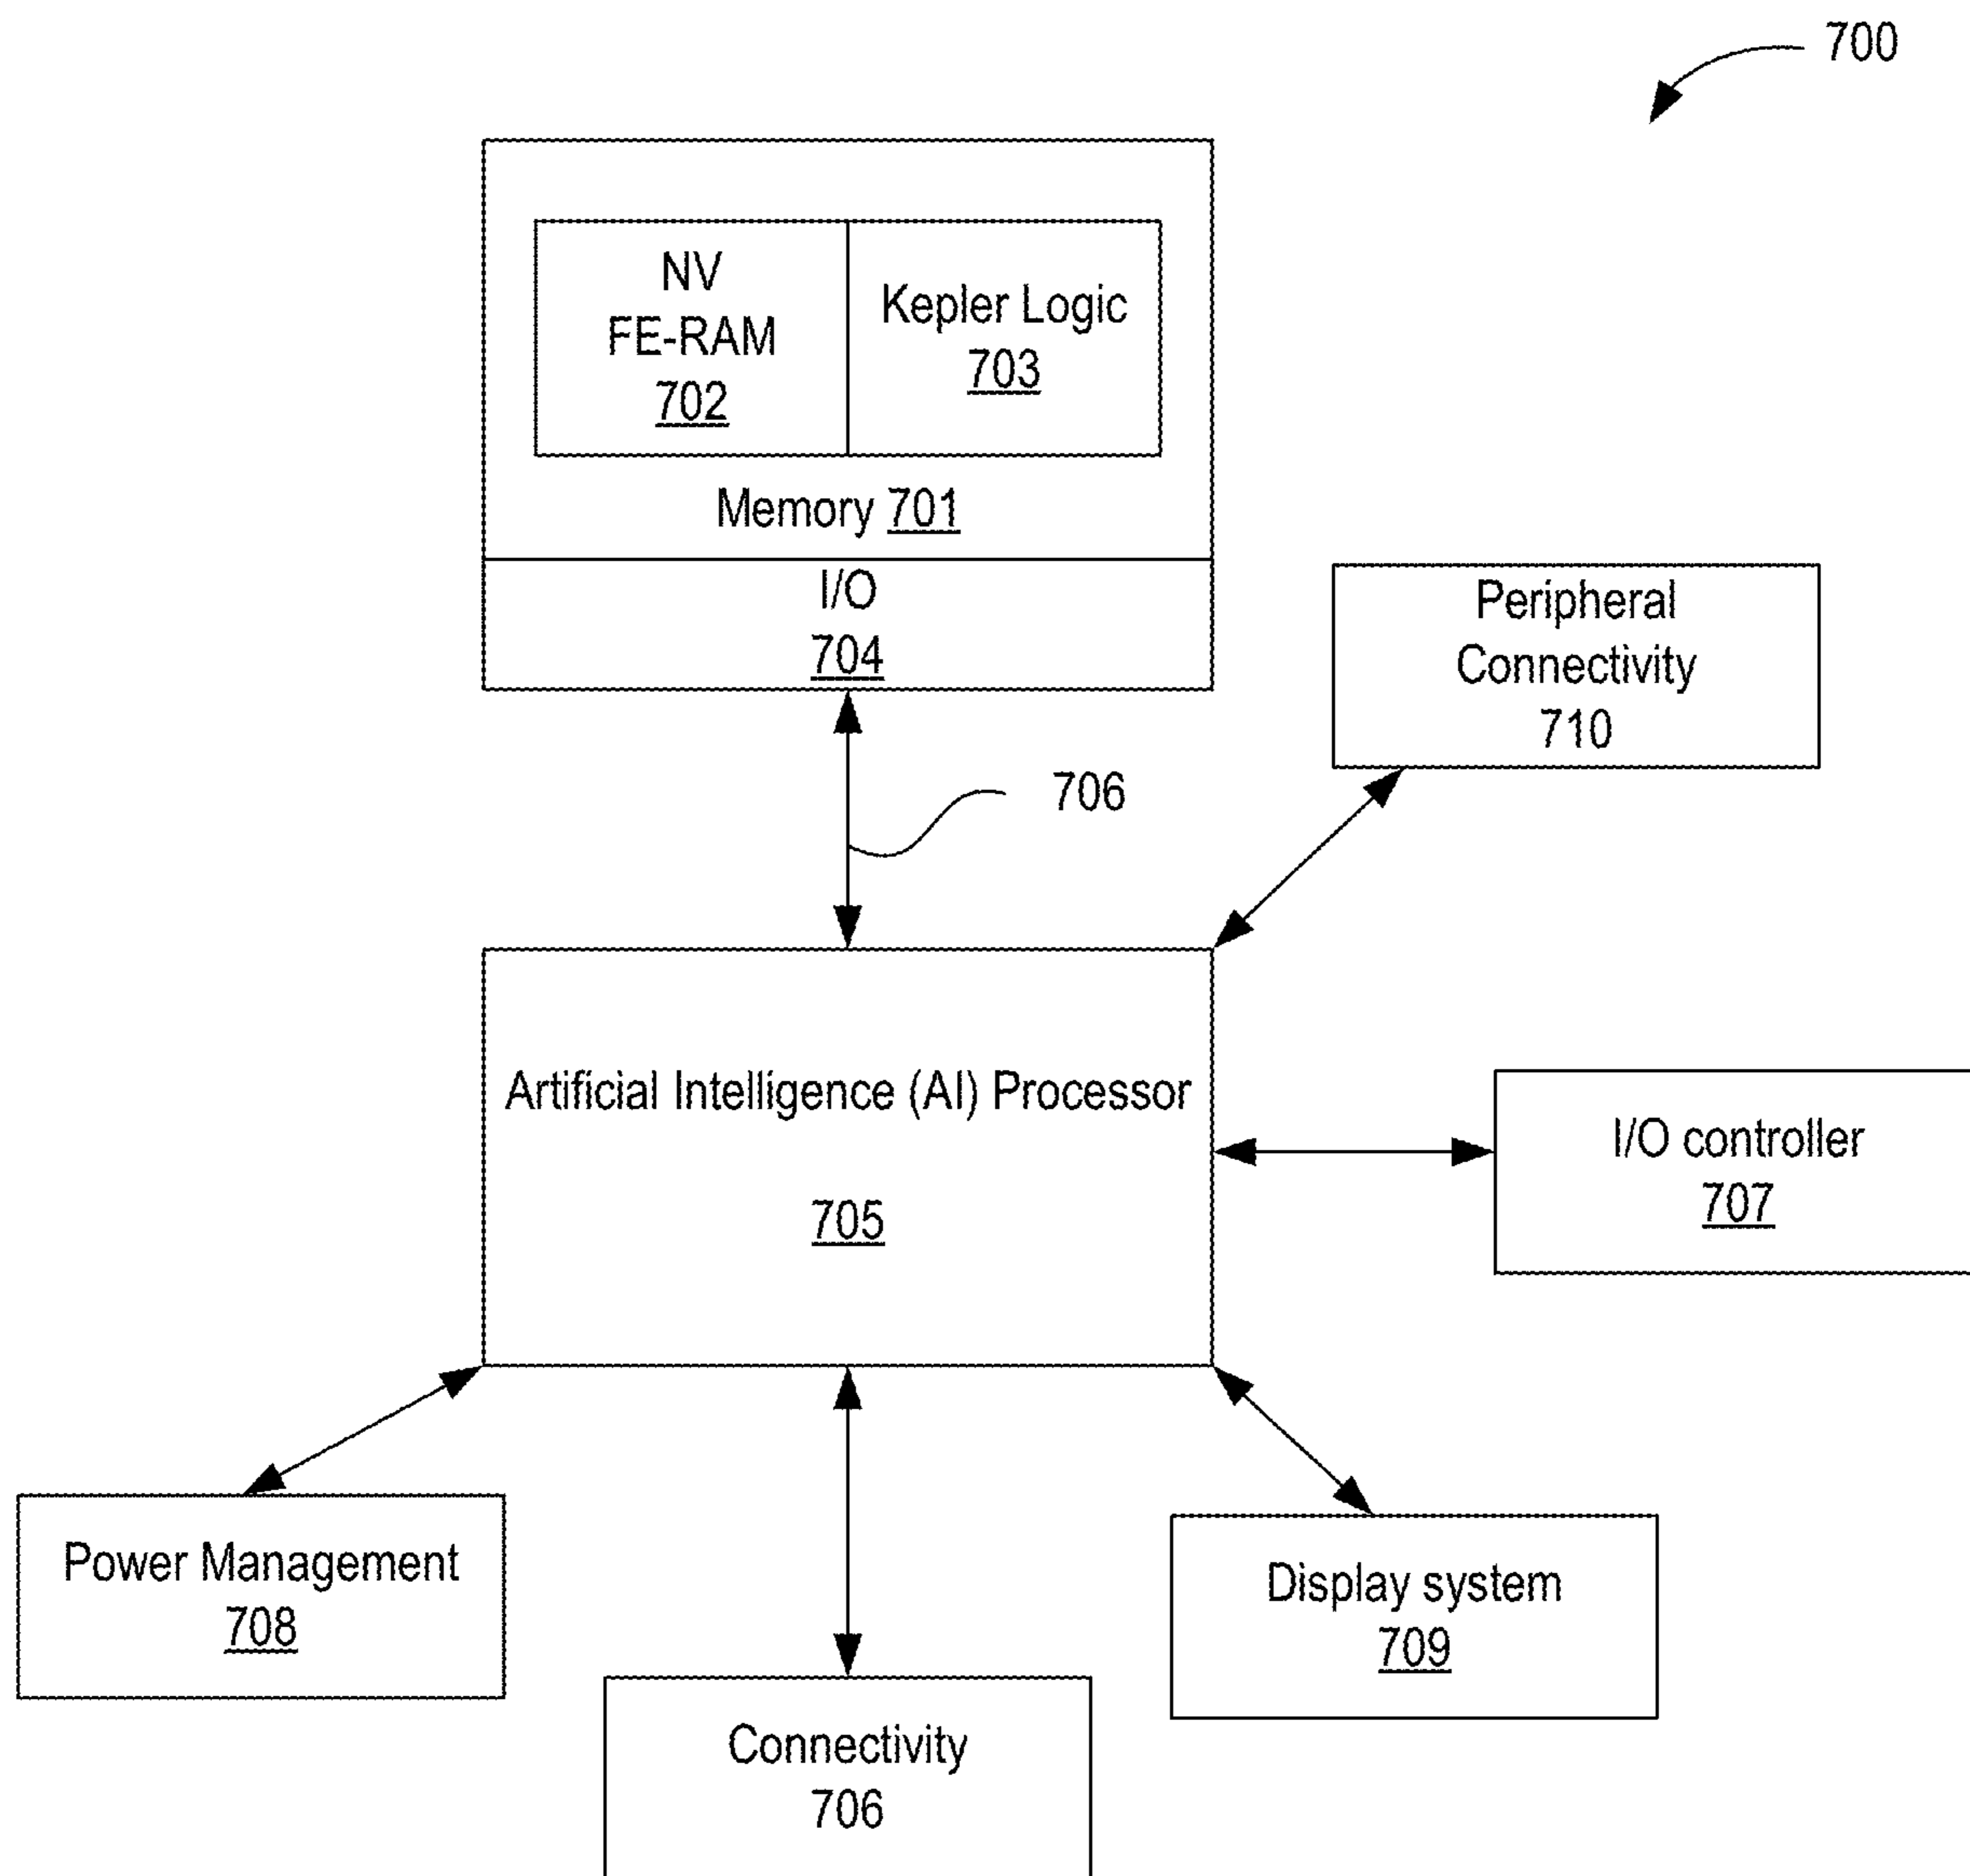 700
NV
FE-RAM
702
Kepler Logic
703
Memory 701
I/O
704
Peripheral
Connectivity
710
706
Artificial Intelligence (AI) Processor
705
I/O controller
707
Power Management
708
Display system
709
Connectivity
706